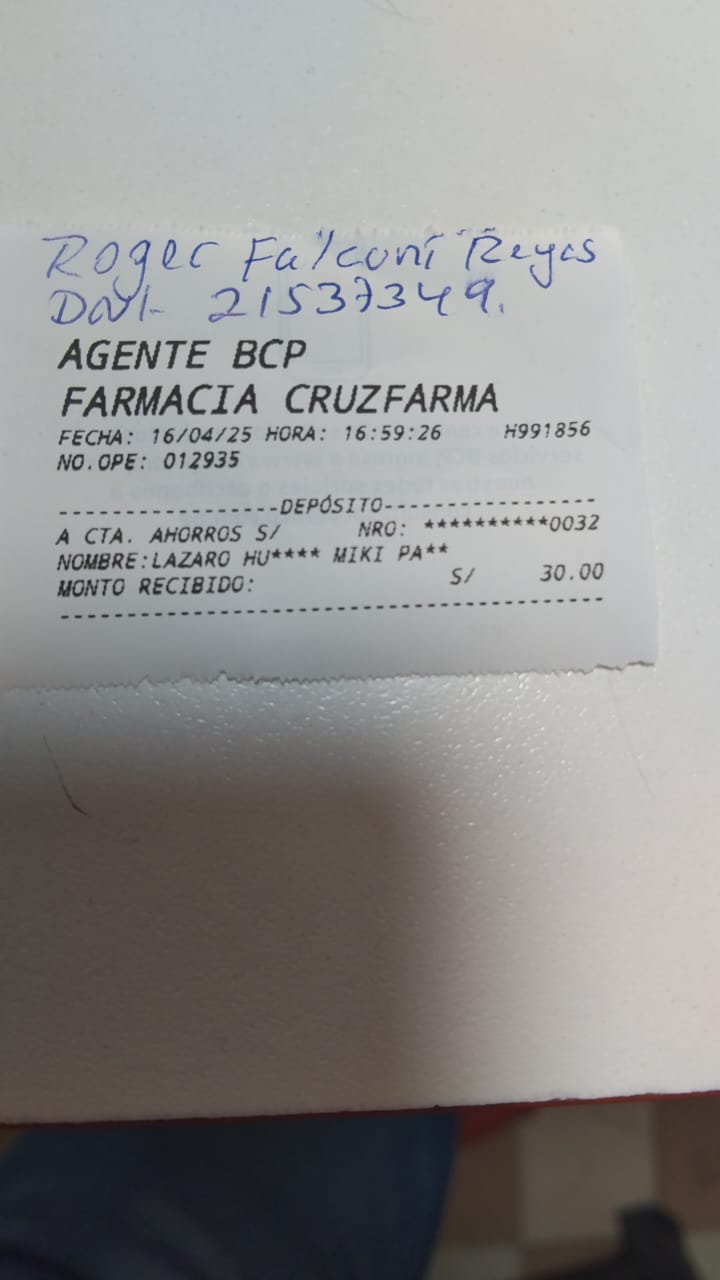 Roger Falconí Reyes
DNI- 21537349.
AGENTE BCP
FARMACIA CRUZFARMA
FECHA: 16/04/25 HORA: 16:59:26 H991856
NO.OPE: 012935
-----------------DEPÓSITO-----------------
A CTA. AHORROS S/ NRO: **********0032
NOMBRE:LAZARO HU**** MIKI PA**
MONTO RECIBIDO: S/ 30.00